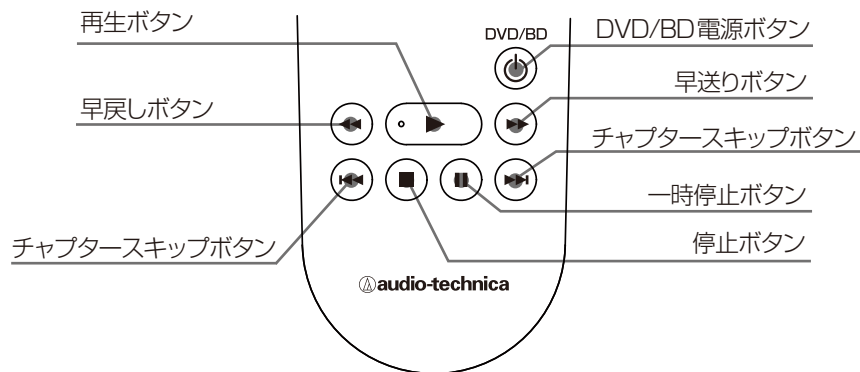 再生ボタン
DVD/BD
DVD/BD電源ボタン
早戻しボタン
早送りボタン
チャプタースキップボタン
一時停止ボタン
チャプタースキップボタン
停止ボタン
audio-technica